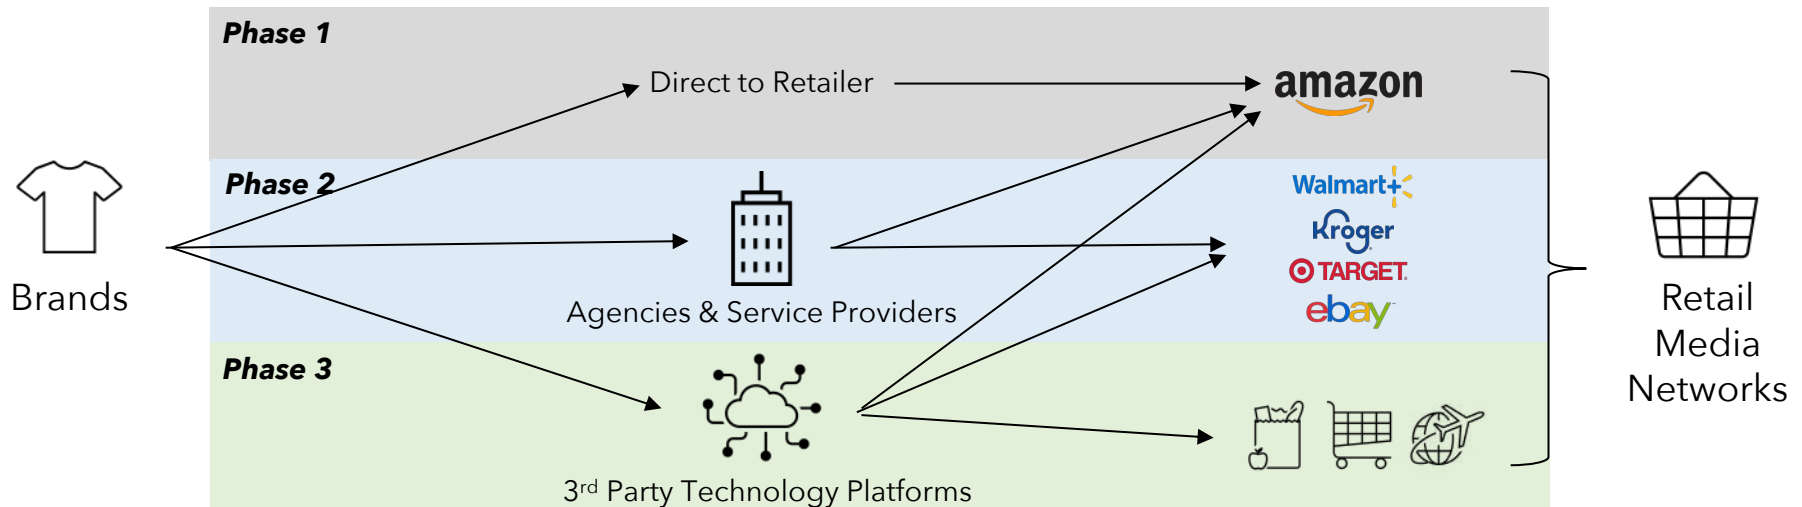 Phase 1
Direct to Retailer
amazon
Phase 2
Walmart+
Kroger
TARGET.
ebay™
Brands
Agencies & Service Providers
Retail
Media
Networks
Phase 3
3rd Party Technology Platforms